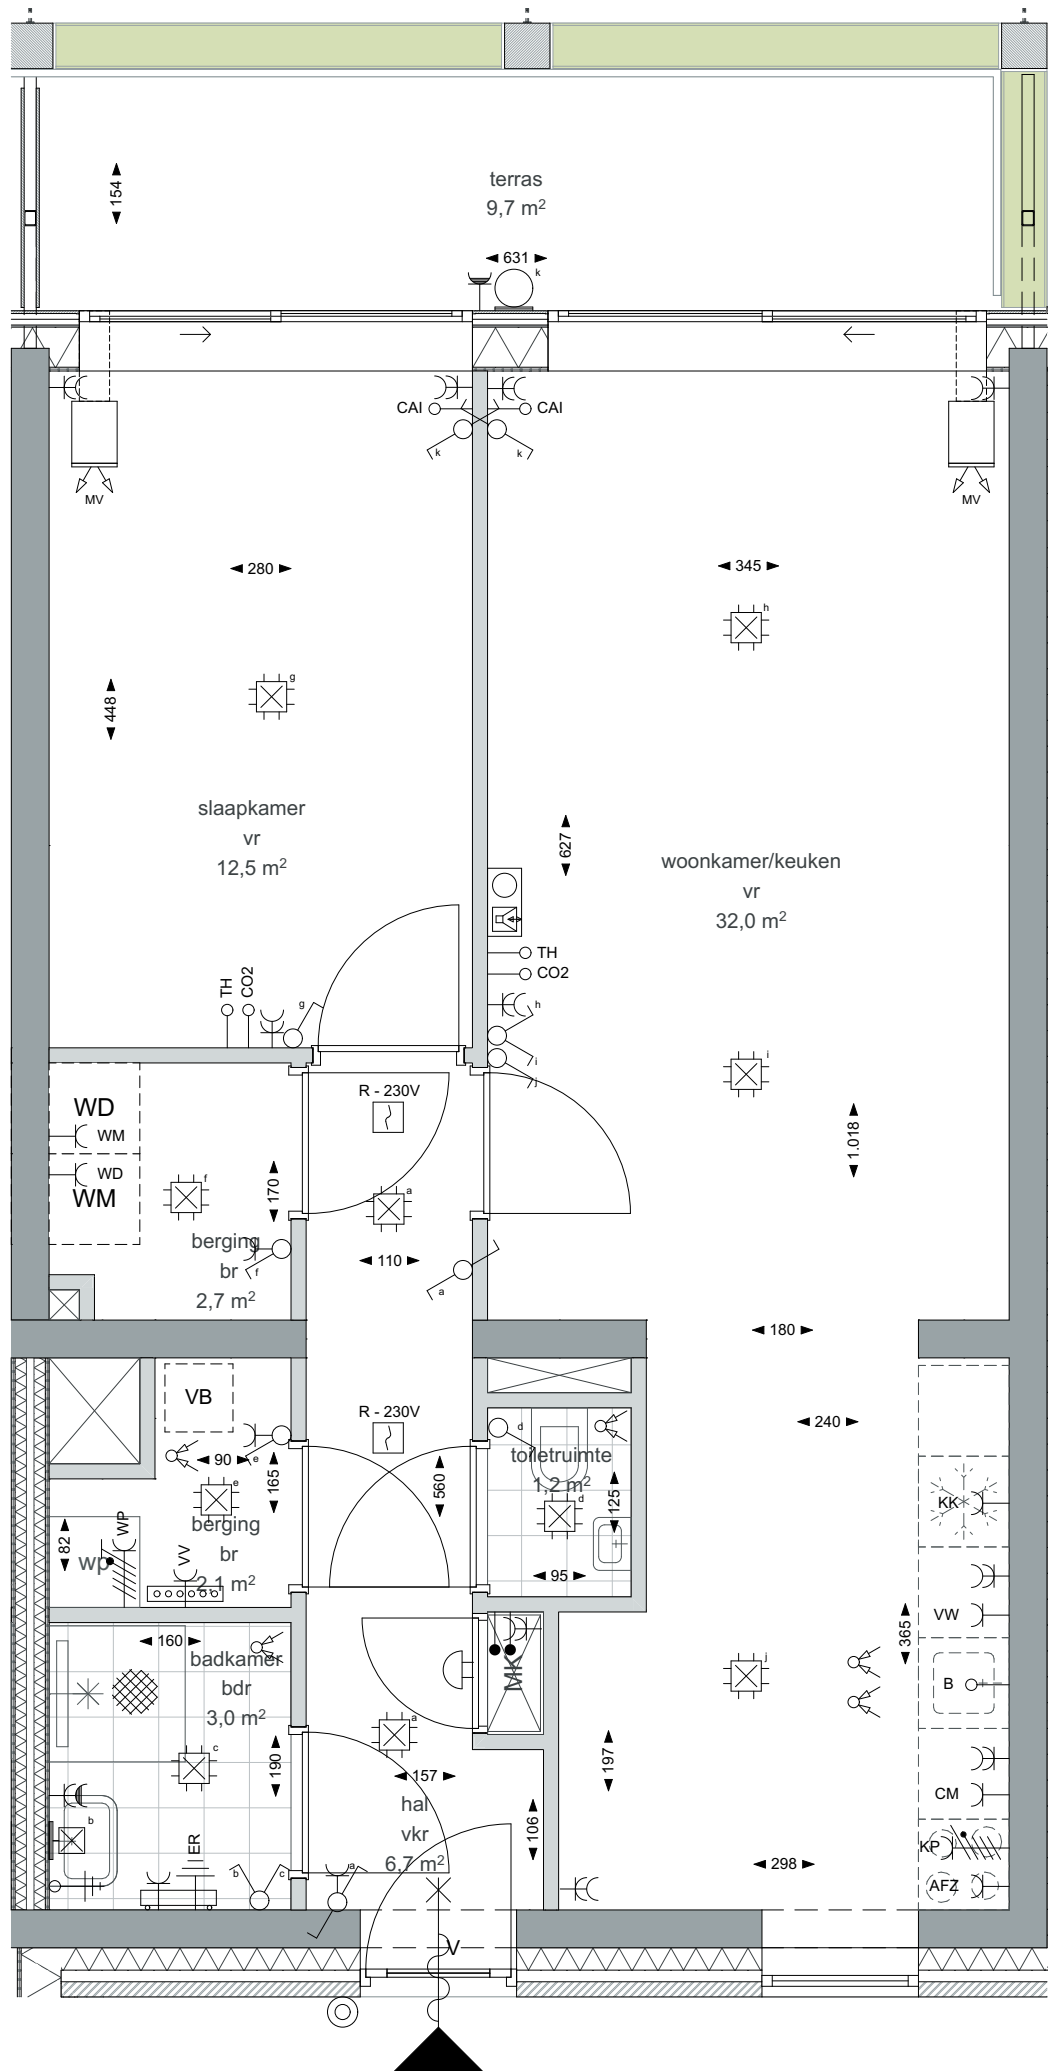 154
terras
9,7 m²
631
k
CAI
CAI
k
k
MV
MV
280
345
h
g
448
slaapkamer
vr
12,5 m²
627
woonkamer/keuken
vr
32,0 m²
TH
CO2
TH
CO2
g
h
i
j
i
R - 230V
WD
WM
WD
WM
f
170
a
1.018
berging
br
2,7 m²
f
110
a
180
VB
R - 230V
240
d
toiletruimte
1,2 m²
d
125
95
90
e
165
e
560
KK
82
WP
wp
VV
berging
br
2,1 m²
VW
365
160
badkamer
bdr
3,0 m²
MK
j
B
c
190
a
157
197
hal
vkr
6,7 m²
106
CM
b
ER
b
c
a
KP
298
AFZ
V